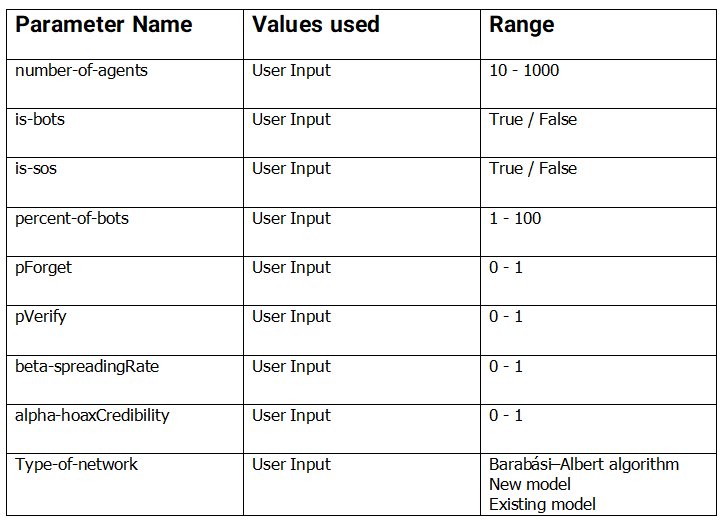 Parameter Name Values used Range
number-of-agents User Input 10 - 1000
is-bots User Input True / False
is-sos User Input True / False
percent-of-bots User Input 1 - 100
pForget User Input 0 - 1
pVerify User Input 0 - 1
beta-spreadingRate User Input 0 - 1
alpha-hoaxCredibility User Input 0 - 1
Type-of-network User Input Barabási–Albert algorithm
New model
Existing model